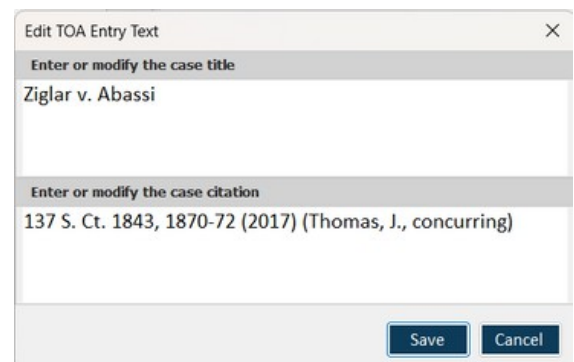 Edit TOA Entry Text
Enter or modify the case title
Ziglar v. Abassi
Enter or modify the case citation
137 S. Ct. 1843, 1870-72 (2017) (Thomas, J., concurring)
Save Cancel